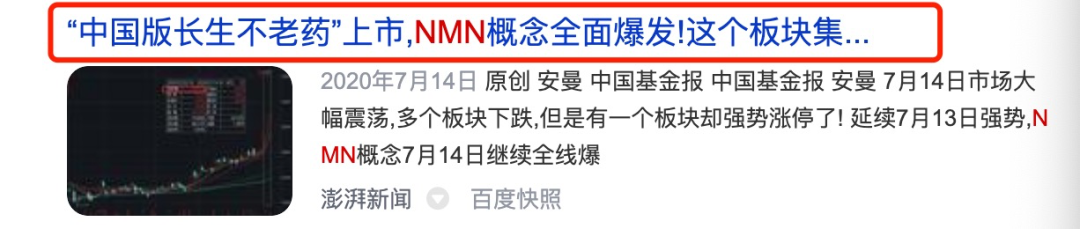 “中国版长生不老药”上市,NMN概念全面爆发!这个板块集...
2020年7月14日 原创 安曼 中国基金报 中国基金报 安曼 7月14日市场大
幅震荡,多个板块下跌,但是有一个板块却强势涨停了! 延续7月13日强势,N
MN概念7月14日继续全线爆
澎湃新闻 百度快照